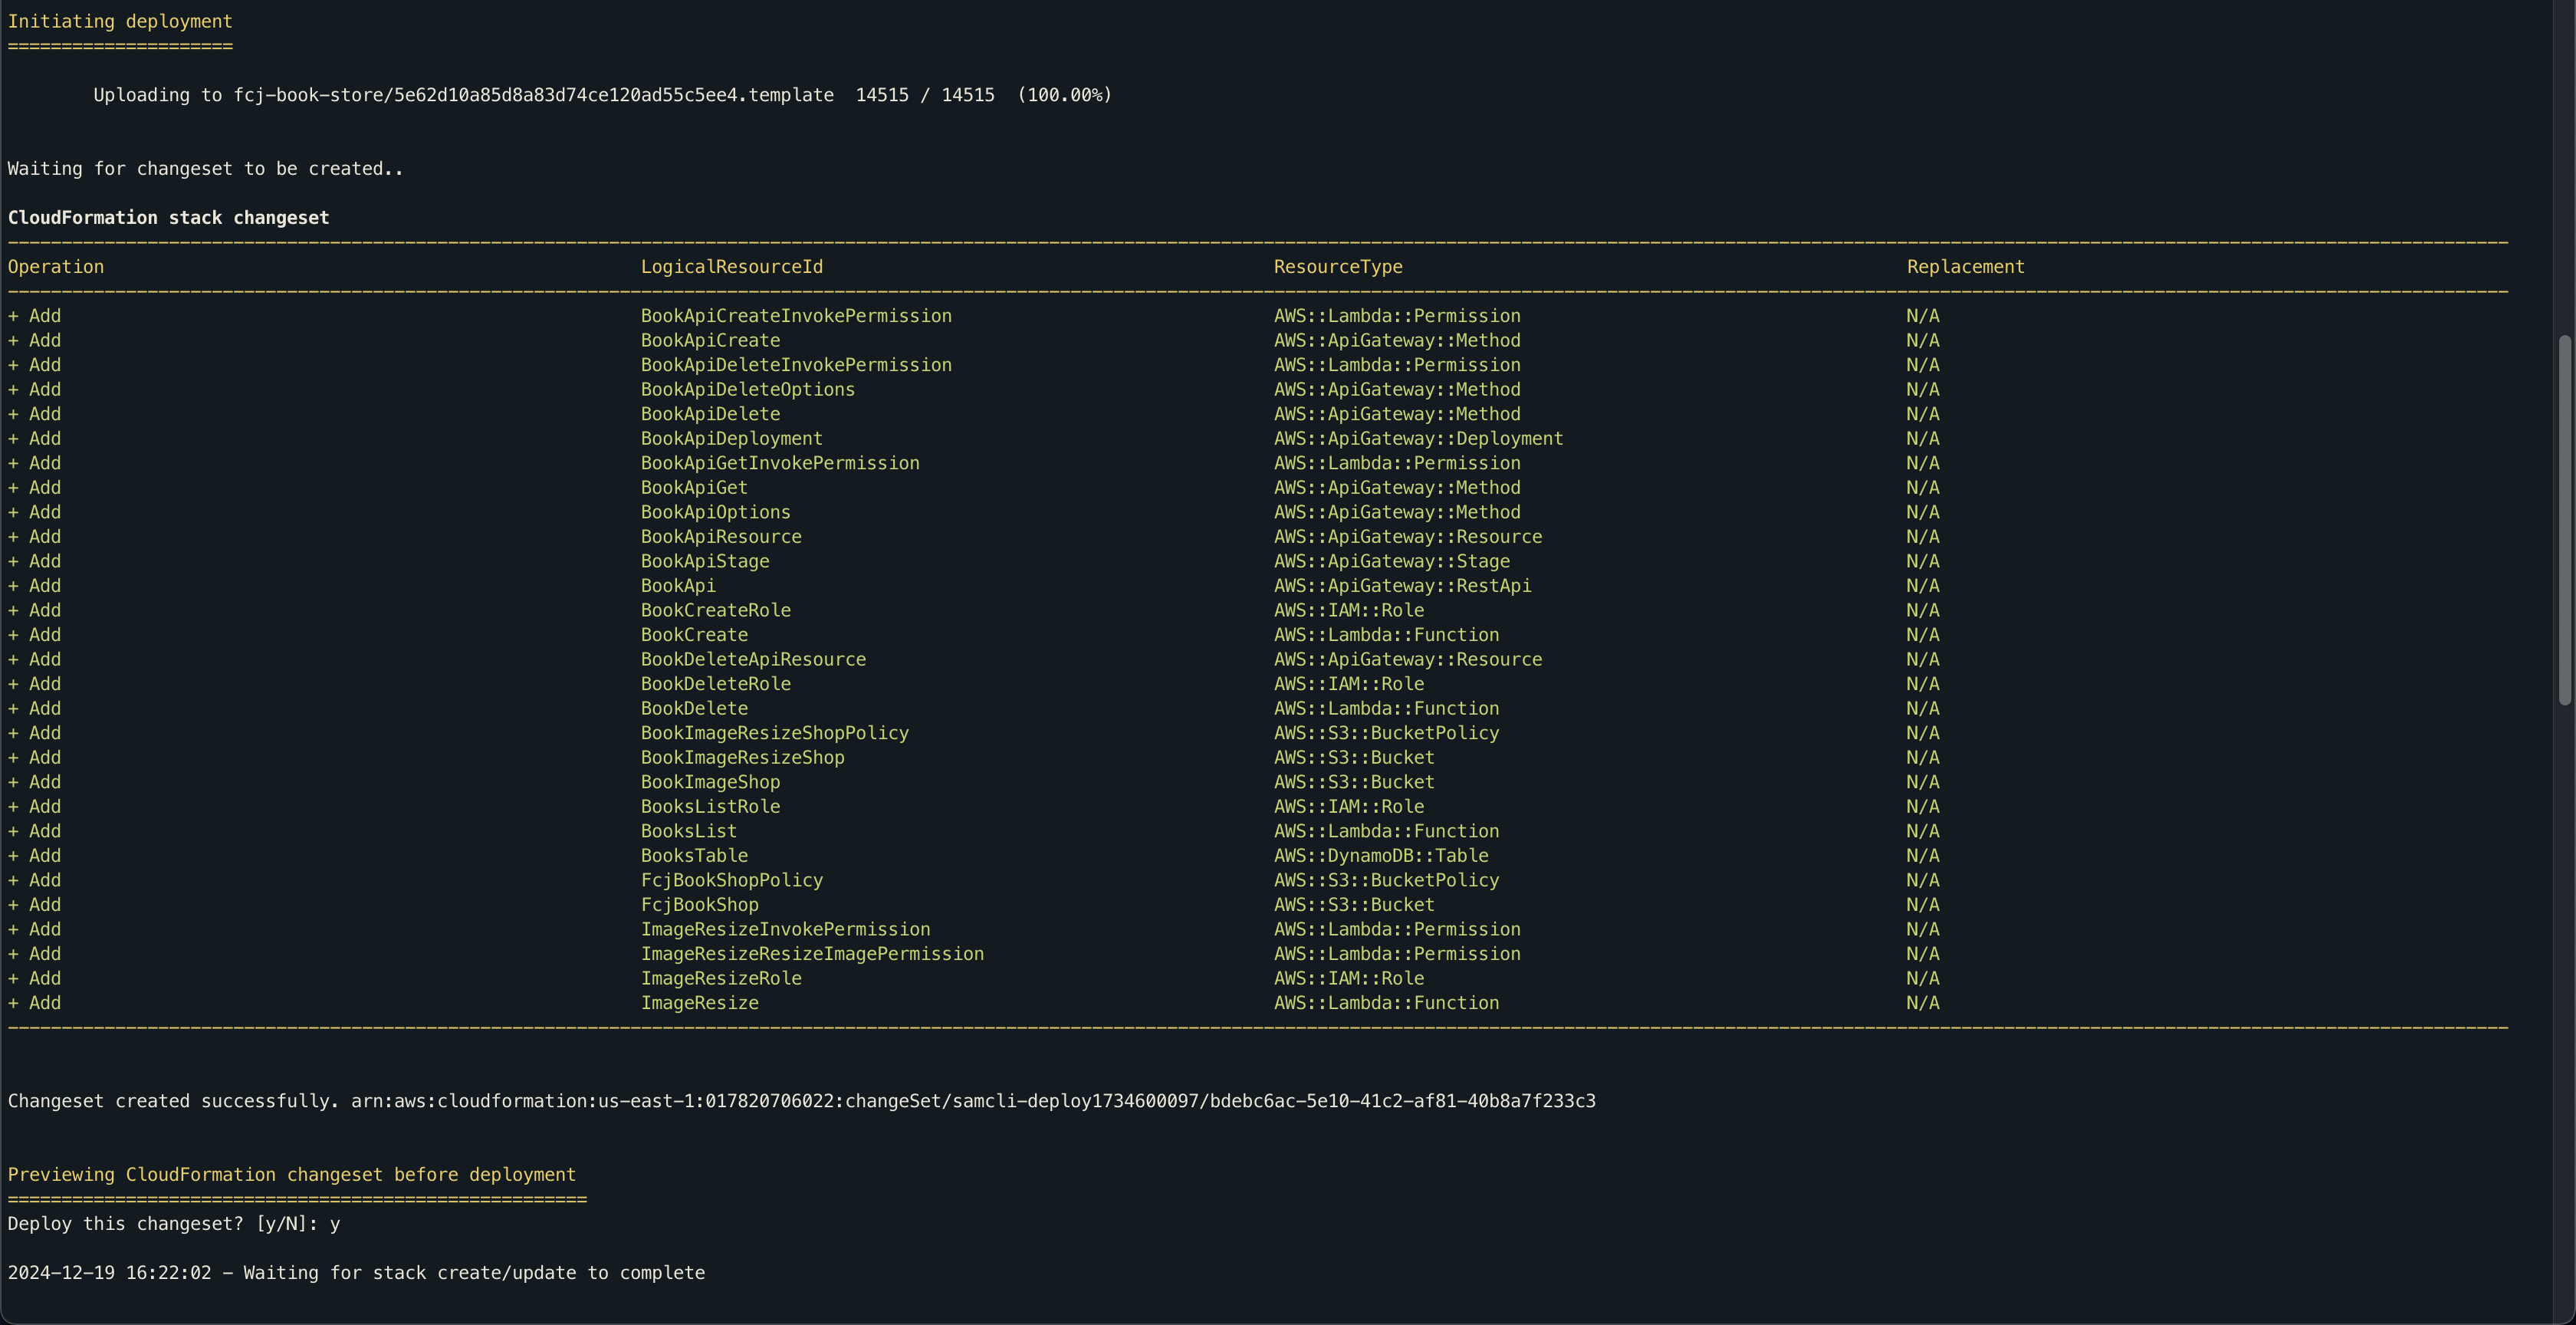 Initiating deployment
=====================
Uploading to fcj-book-store/5e62d10a85d8a83d74ce120ad55c5ee4.template  14515 / 14515  (100.00%)
Waiting for changeset to be created..
CloudFormation stack changeset
Operation LogicalResourceId ResourceType Replacement
+ Add BookApiCreateInvokePermission AWS::Lambda::Permission N/A
+ Add BookApiCreate AWS::ApiGateway::Method N/A
+ Add BookApiDeleteInvokePermission AWS::Lambda::Permission N/A
+ Add BookApiDeleteOptions AWS::ApiGateway::Method N/A
+ Add BookApiDelete AWS::ApiGateway::Method N/A
+ Add BookApiDeployment AWS::ApiGateway::Deployment N/A
+ Add BookApiGetInvokePermission AWS::Lambda::Permission N/A
+ Add BookApiGet AWS::ApiGateway::Method N/A
+ Add BookApiOptions AWS::ApiGateway::Method N/A
+ Add BookApiResource AWS::ApiGateway::Resource N/A
+ Add BookApiStage AWS::ApiGateway::Stage N/A
+ Add BookApi AWS::ApiGateway::RestApi N/A
+ Add BookCreateRole AWS::IAM::Role N/A
+ Add BookCreate AWS::Lambda::Function N/A
+ Add BookDeleteApiResource AWS::ApiGateway::Resource N/A
+ Add BookDeleteRole AWS::IAM::Role N/A
+ Add BookDelete AWS::Lambda::Function N/A
+ Add BookImageResizeShopPolicy AWS::S3::BucketPolicy N/A
+ Add BookImageResizeShop AWS::S3::Bucket N/A
+ Add BookImageShop AWS::S3::Bucket N/A
+ Add BooksListRole AWS::IAM::Role N/A
+ Add BooksList AWS::Lambda::Function N/A
+ Add BooksTable AWS::DynamoDB::Table N/A
+ Add FcjBookShopPolicy AWS::S3::BucketPolicy N/A
+ Add FcjBookShop AWS::S3::Bucket N/A
+ Add ImageResizeInvokePermission AWS::Lambda::Permission N/A
+ Add ImageResizeResizeImagePermission AWS::Lambda::Permission N/A
+ Add ImageResizeRole AWS::IAM::Role N/A
+ Add ImageResize AWS::Lambda::Function N/A
Changeset created successfully. arn:aws:cloudformation:us-east-1:017820706022:changeSet/samcli-deploy1734600097/bdebc6ac-5e10-41c2-af81-40b8a7f233c3
Previewing CloudFormation changeset before deployment
======================================================
Deploy this changeset? [y/N]: y
2024-12-19 16:22:02 - Waiting for stack create/update to complete